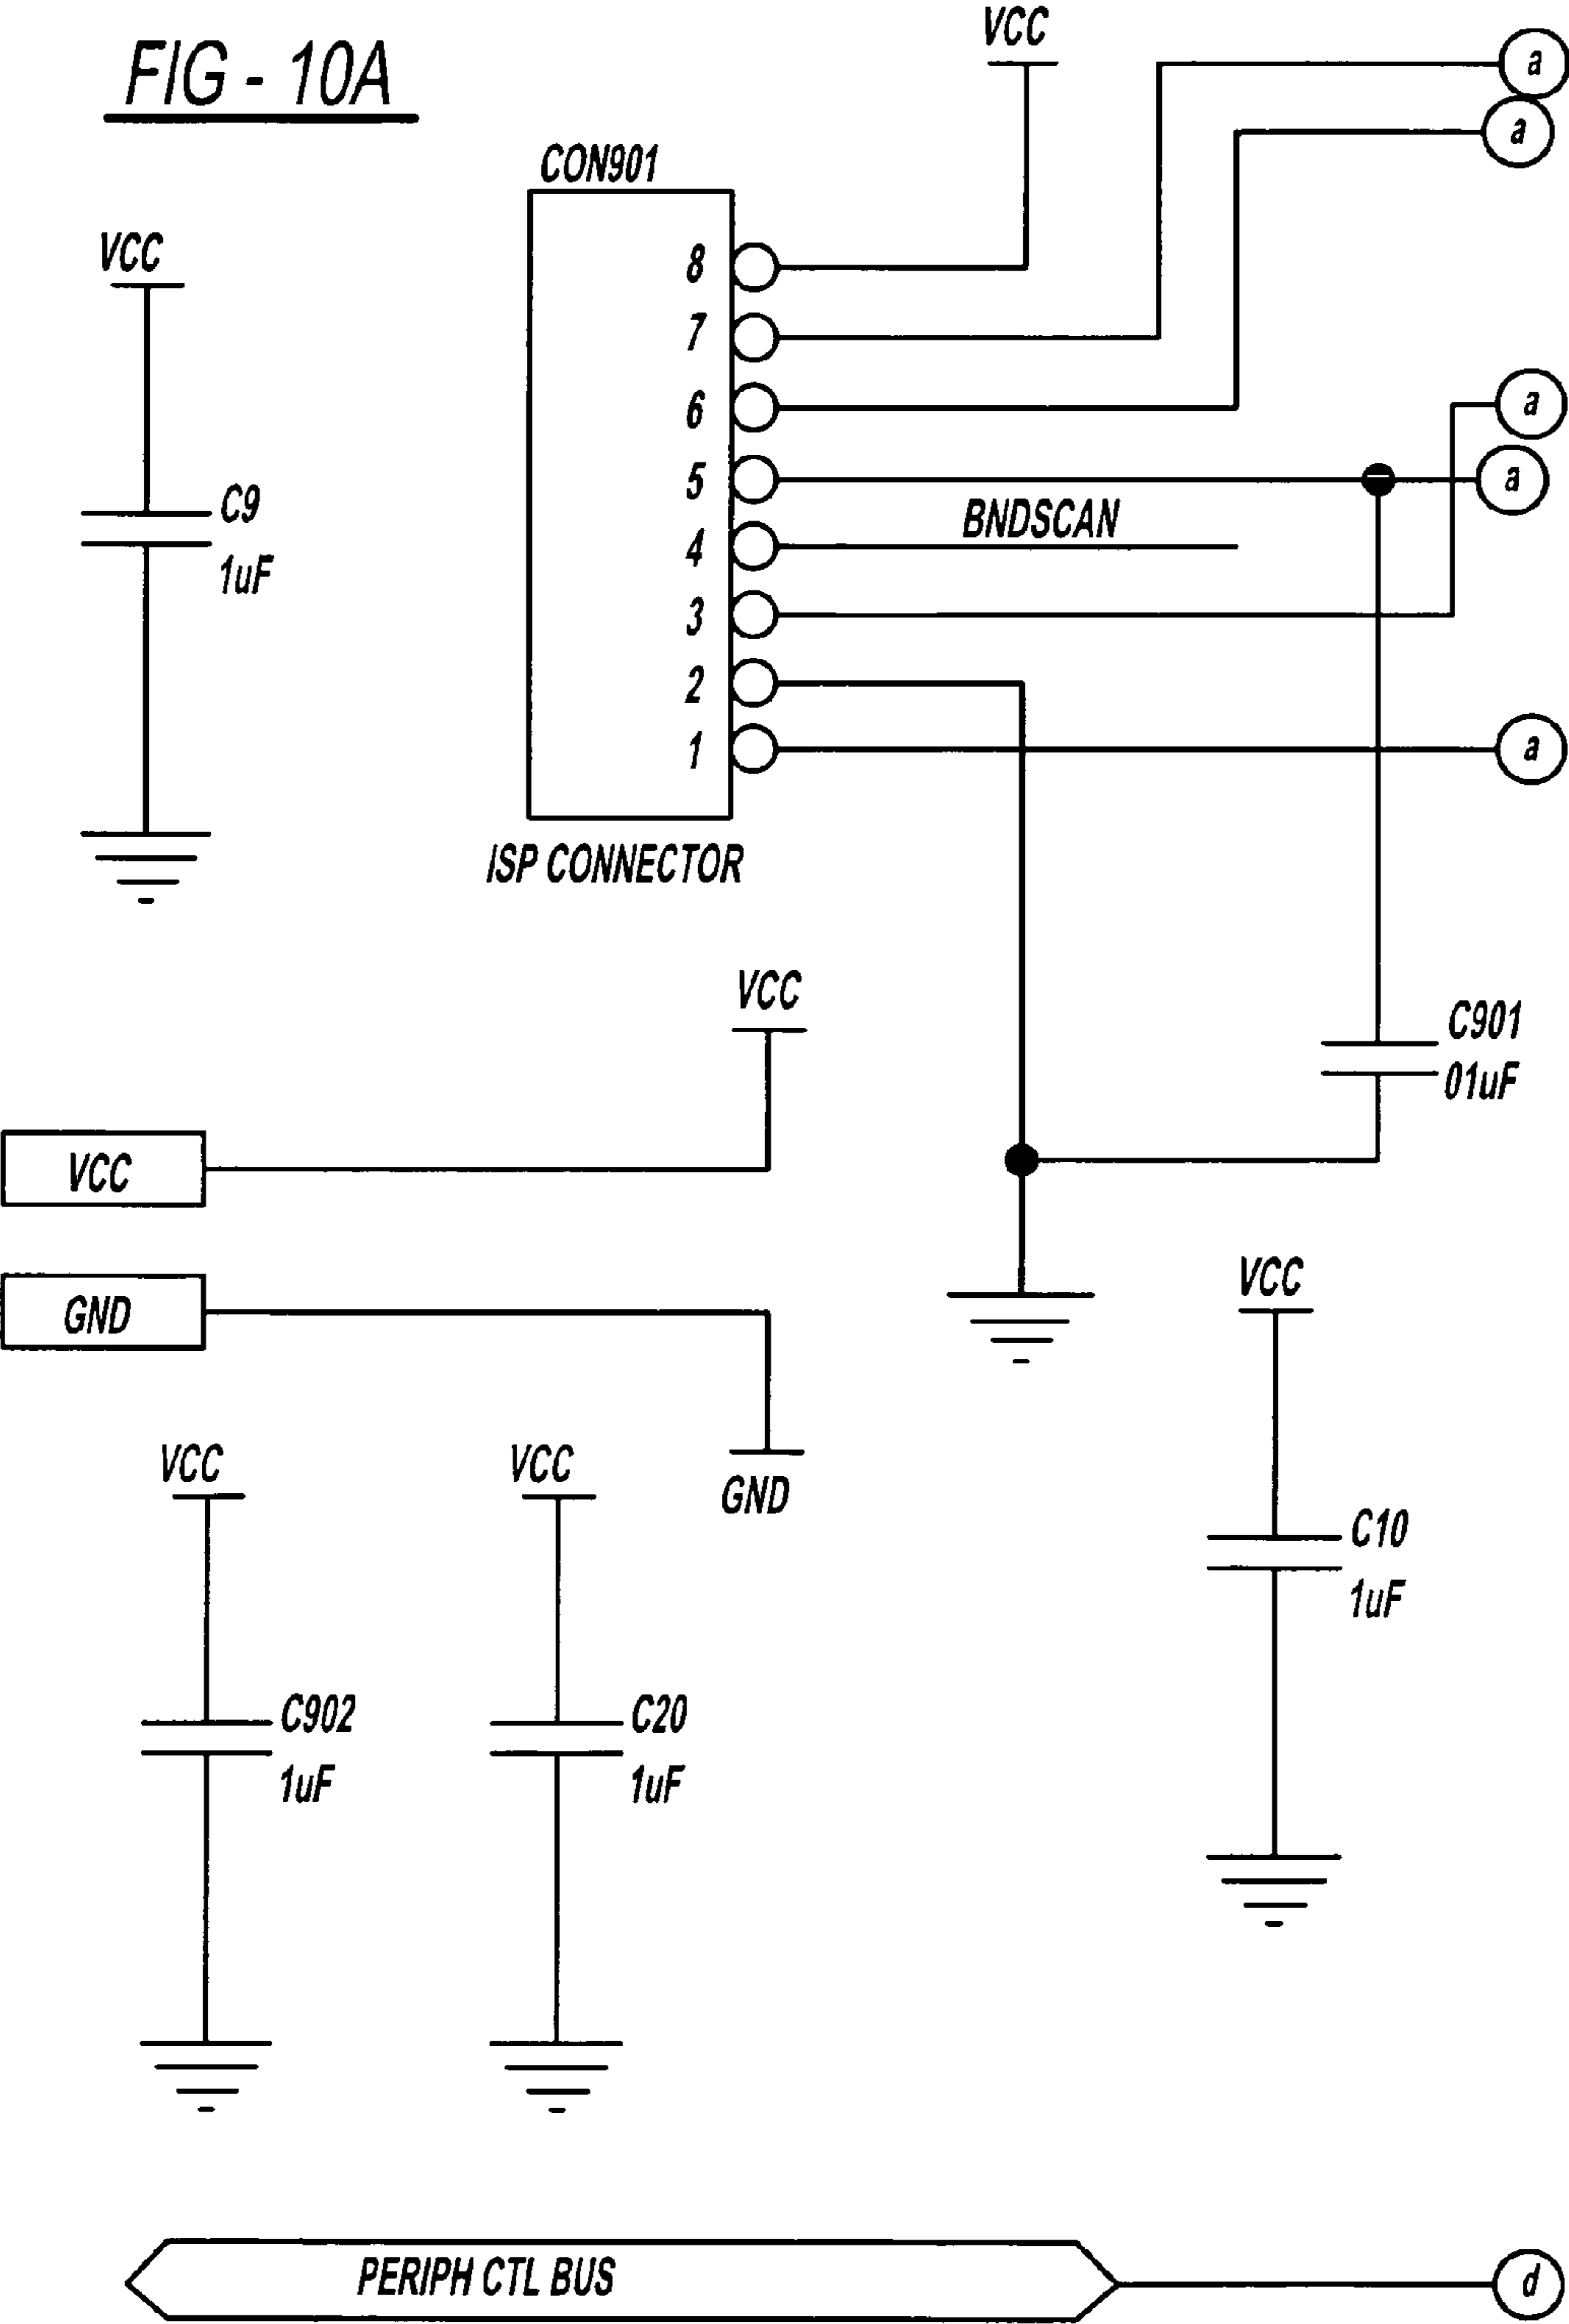 FIG - 10A
VCC
a
a
CON901
VCC
8
7
6
a
5
a
C9
1uF
BNDSCAN
4
3
2
1
a
ISP CONNECTOR
VCC
C901
01uF
VCC
GND
VCC
VCC
VCC
GND
C10
1uF
C902
1uF
C20
1uF
PERIPH CTL BUS
d